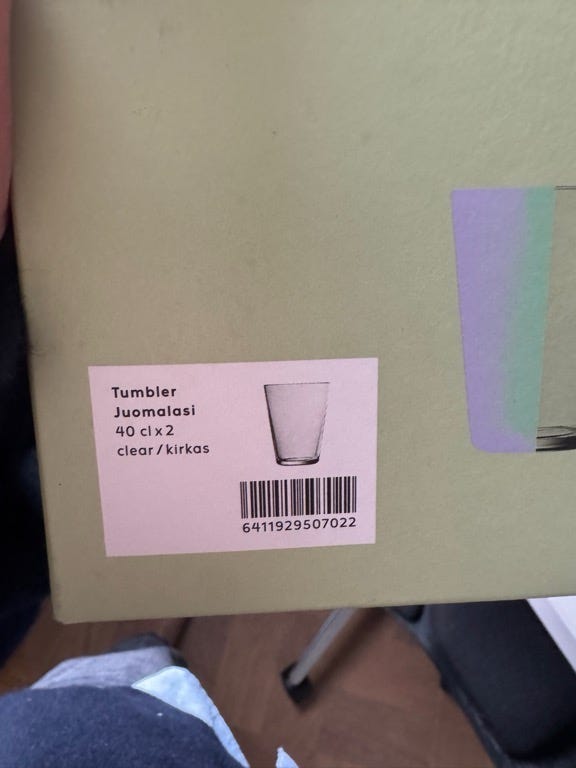 Tumbler
Juomalasi
40 cl x 2
clear/kirkas
6411929507022